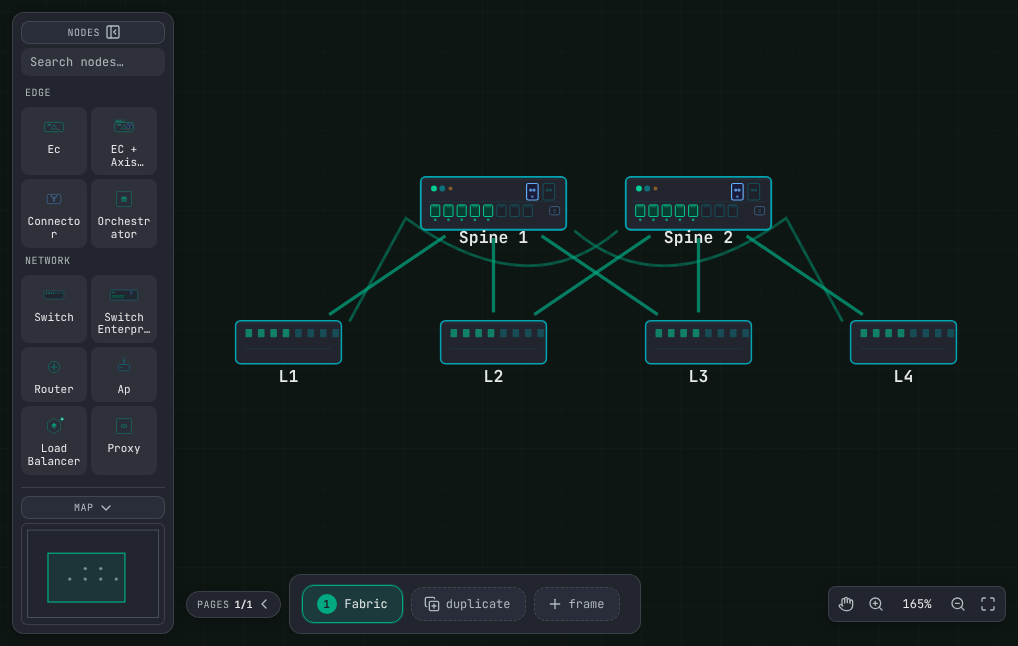 NODES
Search nodes…
EDGE
Ec
EC +
Axis…
Connecto
r
Orchestr
ator
NETWORK
Switch
Switch
Enterpr…
Router
Ap
Load
Balancer
Proxy
MAP
Spine 1
Spine 2
L1
L2
L3
L4
PAGES 1/1
1 Fabric
duplicate
frame
165%